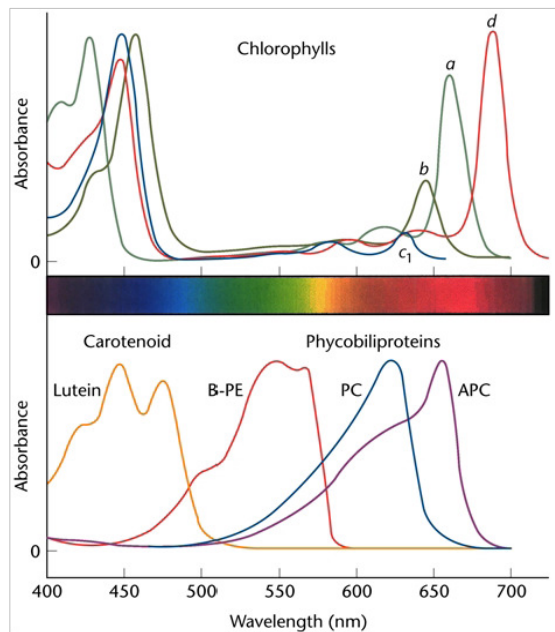 Chlorophylls
a
d
b
c1
Absorbance
0
Carotenoid
Phycobiliproteins
Lutein
B-PE
PC
APC
Absorbance
0
400 450 500 550 600 650 700
Wavelength (nm)